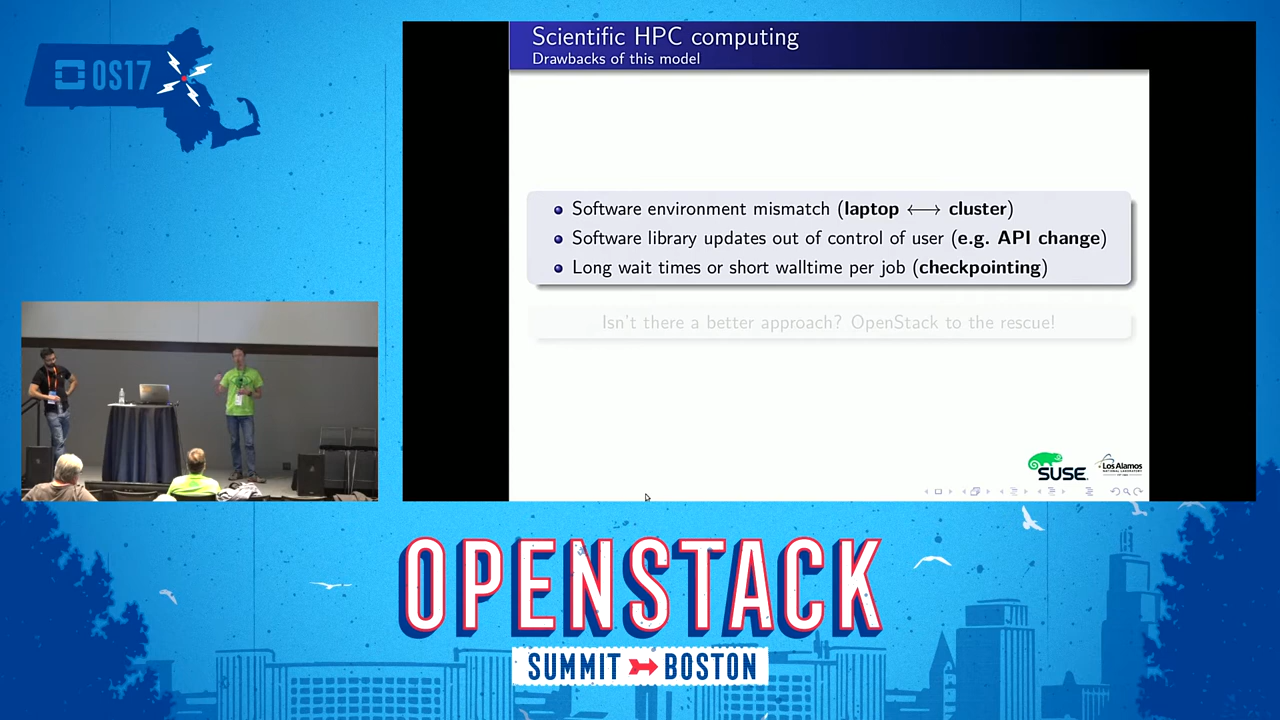 OS17
Scientific HPC computing
Drawbacks of this model
Software environment mismatch (laptop ⟷ cluster)
Software library updates out of control of user (e.g. API change)
Long wait times or short walltime per job (checkpointing)
Isn't there a better approach? OpenStack to the rescue!
SUSE
Los Alamos
NATIONAL LABORATORY
OPENSTACK
SUMMIT BOSTON